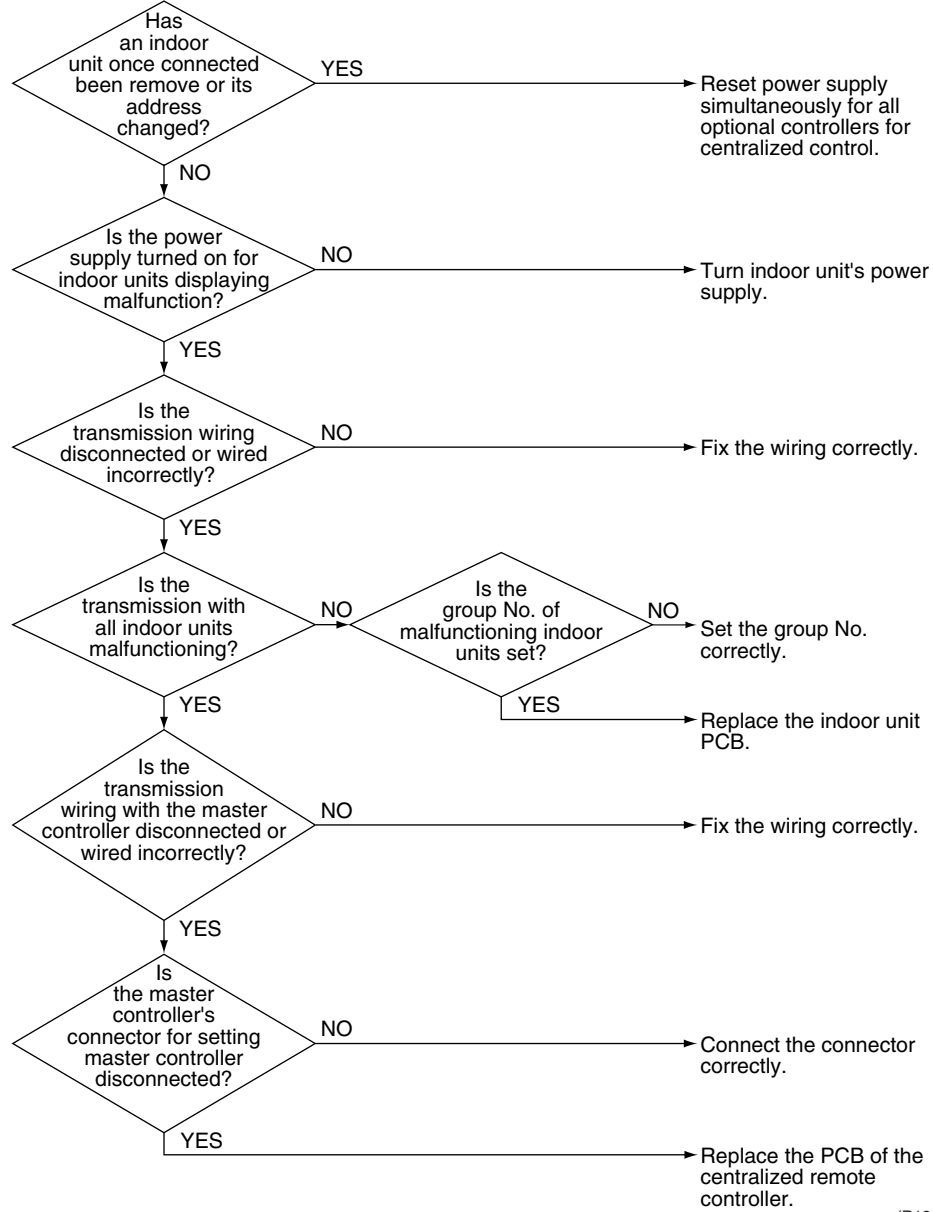 Has
an indoor
unit once connected
been remove or its
address
changed?
YES
Reset power supply
simultaneously for all
optional controllers for
centralized control.
NO
Is the power
supply turned on for
indoor units displaying
malfunction?
NO
Turn indoor unit's power
supply.
YES
Is the
transmission wiring
disconnected or wired
incorrectly?
NO
Fix the wiring correctly.
YES
Is the
transmission with
all indoor units
malfunctioning?
NO
Is the
group No. of
malfunctioning indoor
units set?
NO
Set the group No.
correctly.
YES
Replace the indoor unit
PCB.
YES
Is the
transmission
wiring with the master
controller disconnected or
wired incorrectly?
NO
Fix the wiring correctly.
YES
Is
the master
controller's
connector for setting
master controller
disconnected?
NO
Connect the connector
correctly.
YES
Replace the PCB of the
centralized remote
controller.